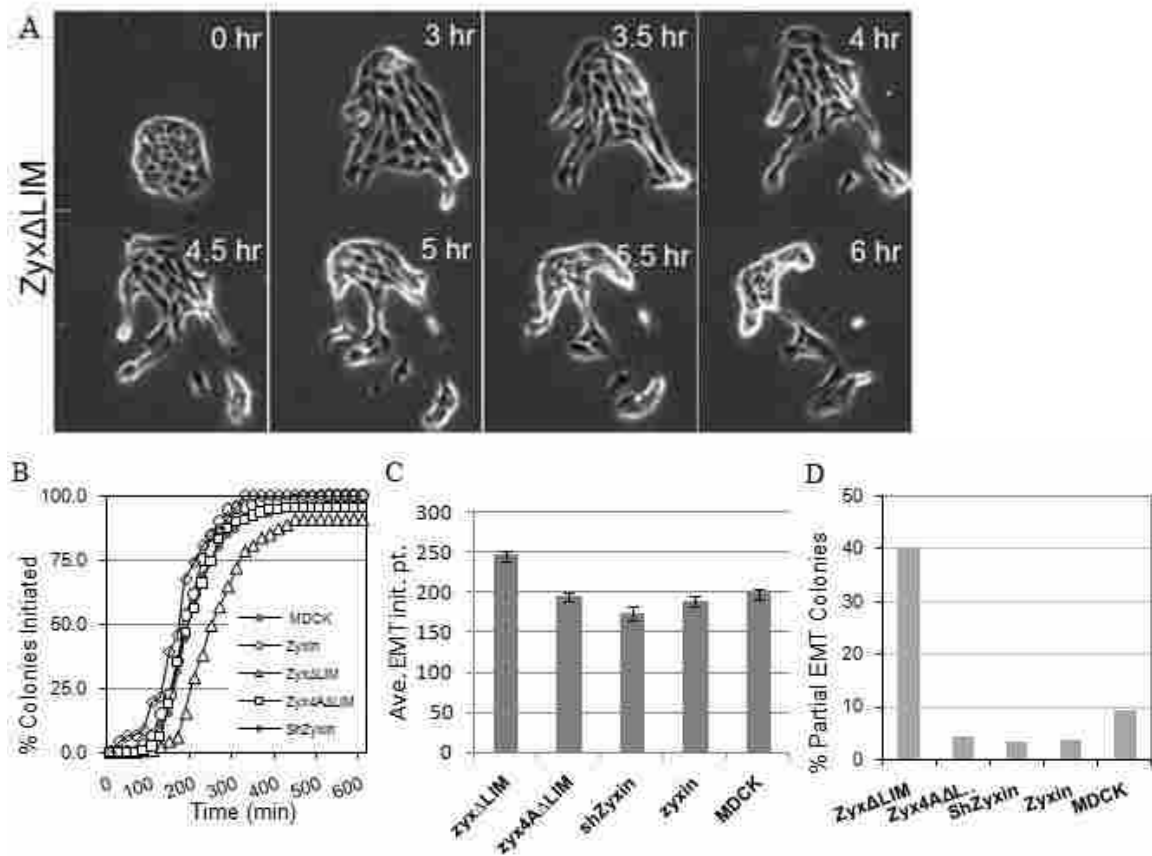 A
ZyxΔLIM
0 hr
3 hr
3.5 hr
4 hr
4.5 hr
5 hr
5.5 hr
6 hr
B
% Colonies Initiated
100.0
75.0
50.0
25.0
0.0
MDCK
Zyxin
ZyxΔLIM
Zyx4AΔLIM
ShZyxin
0 100 200 300 400 500 600
Time (min)
C
Ave. EMT init. pt.
300
250
200
150
100
50
0
zyxΔLIM
zyx4AΔLIM
shZyxin
zyxin
MDCK
D
% Partial EMT Colonies
50
40
30
20
10
0
ZyxΔLIM
Zyx4AΔL..
ShZyxin
Zyxin
MDCK